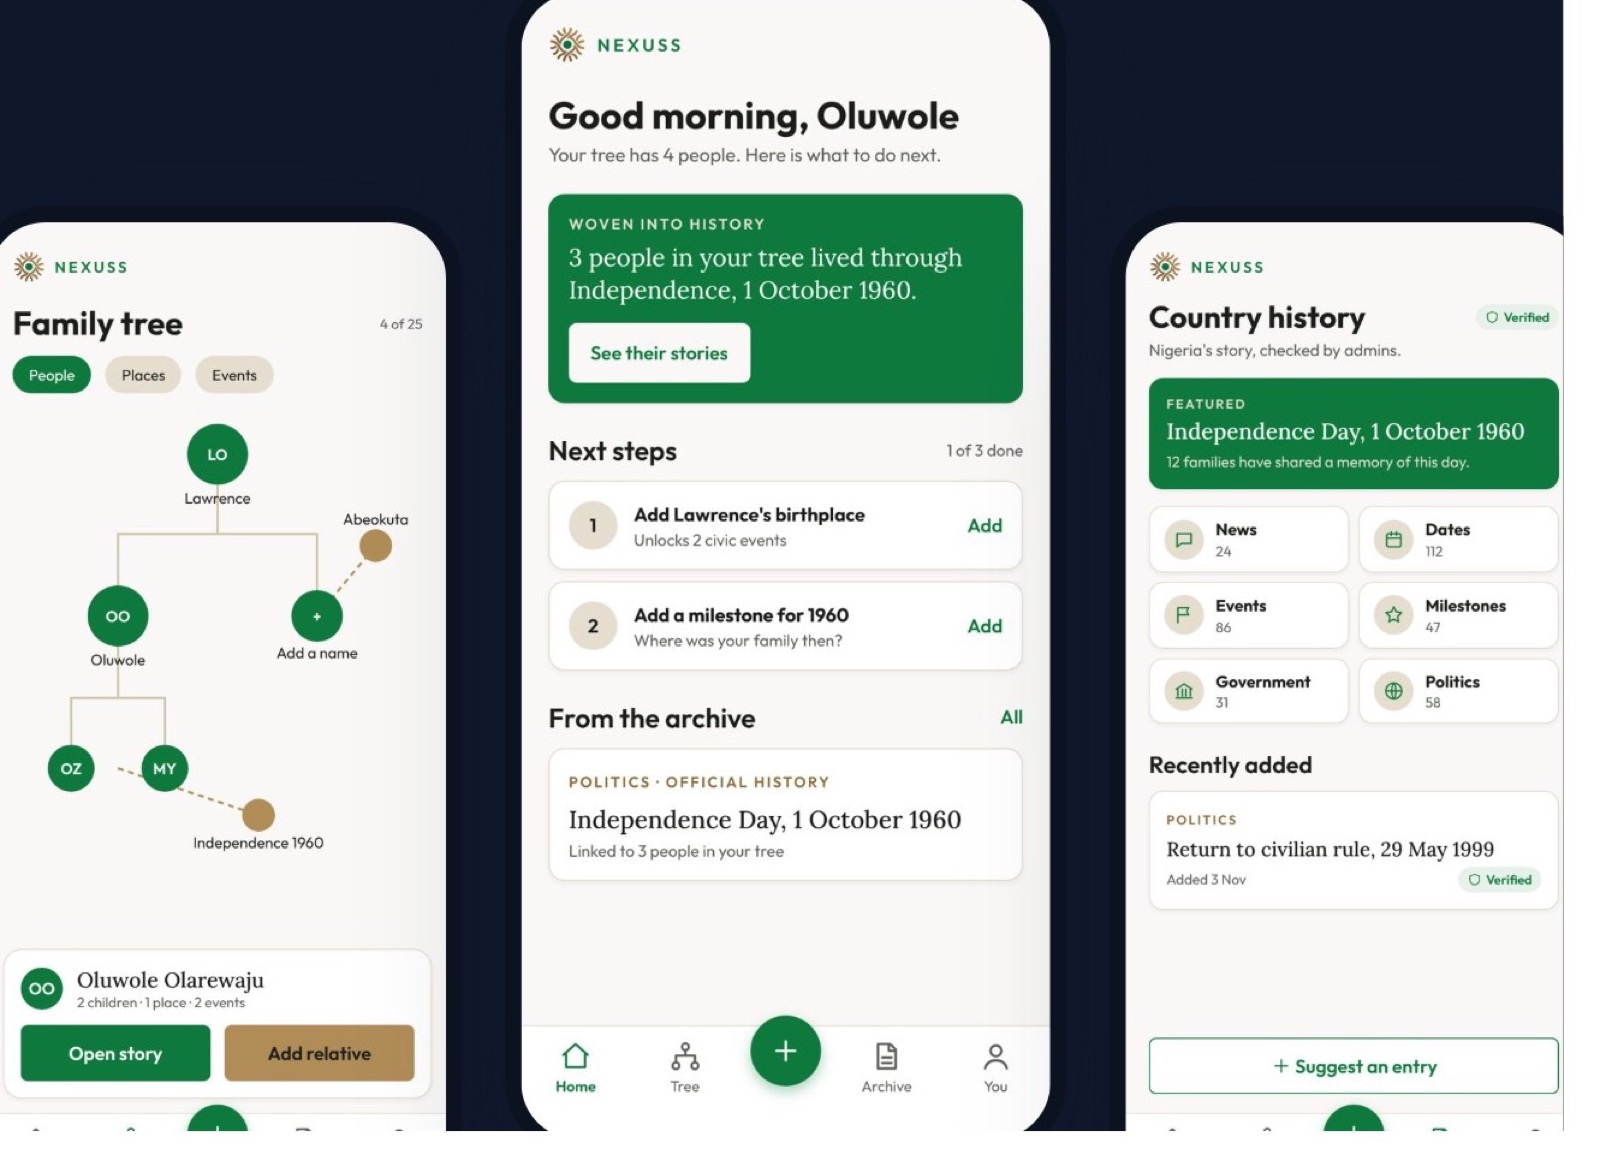 NEXUSS
Family tree
4 of 25
People
Places
Events
LO
Lawrence
Abeokuta
OO
Oluwole
+
Add a name
OZ
MY
Independence 1960
OO
Oluwole Olarewaju
2 children · 1 place · 2 events
Open story
Add relative
NEXUSS
Good morning, Oluwole
Your tree has 4 people. Here is what to do next.
WOVEN INTO HISTORY
3 people in your tree lived through
Independence, 1 October 1960.
See their stories
Next steps
1 of 3 done
1
Add Lawrence's birthplace
Unlocks 2 civic events
Add
2
Add a milestone for 1960
Where was your family then?
Add
From the archive
All
POLITICS · OFFICIAL HISTORY
Independence Day, 1 October 1960
Linked to 3 people in your tree
Home
Tree
+
Archive
You
NEXUSS
Country history
Verified
Nigeria's story, checked by admins.
FEATURED
Independence Day, 1 October 1960
12 families have shared a memory of this day.
News
24
Dates
112
Events
86
Milestones
47
Government
31
Politics
58
Recently added
POLITICS
Return to civilian rule, 29 May 1999
Added 3 Nov
Verified
+ Suggest an entry